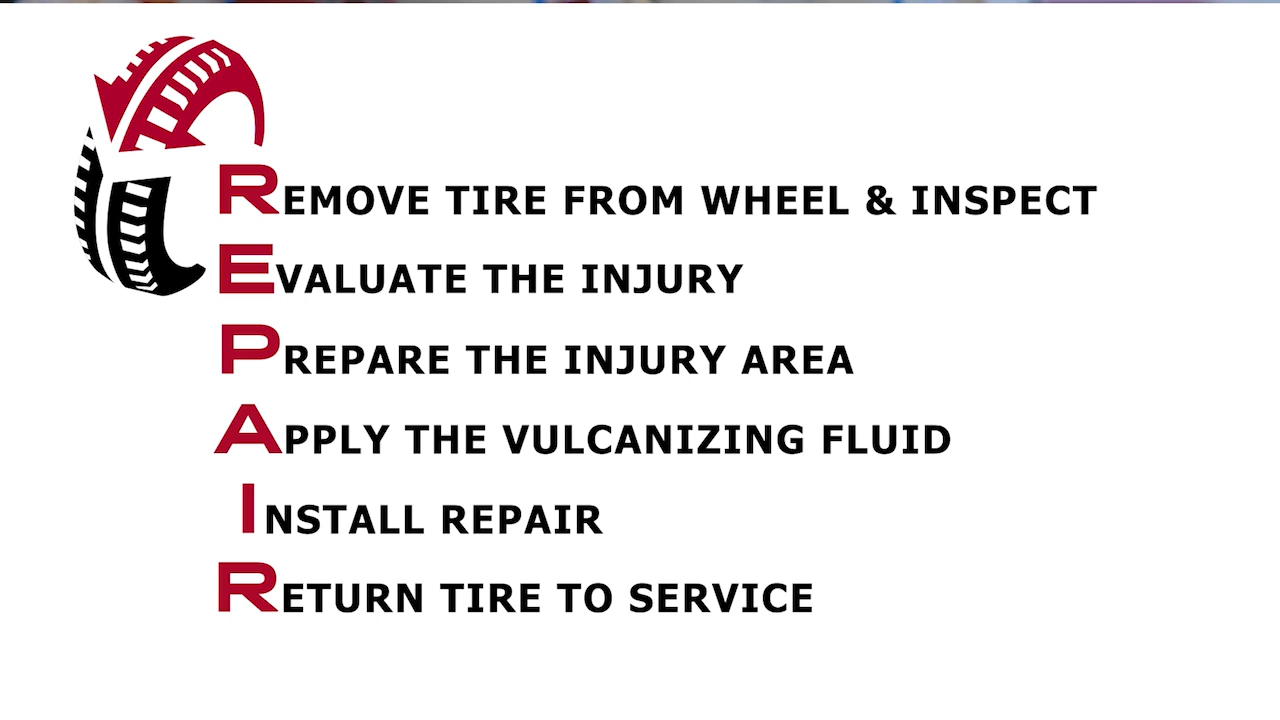 REMOVE TIRE FROM WHEEL & INSPECT
EVALUATE THE INJURY
PREPARE THE INJURY AREA
APPLY THE VULCANIZING FLUID
INSTALL REPAIR
RETURN TIRE TO SERVICE